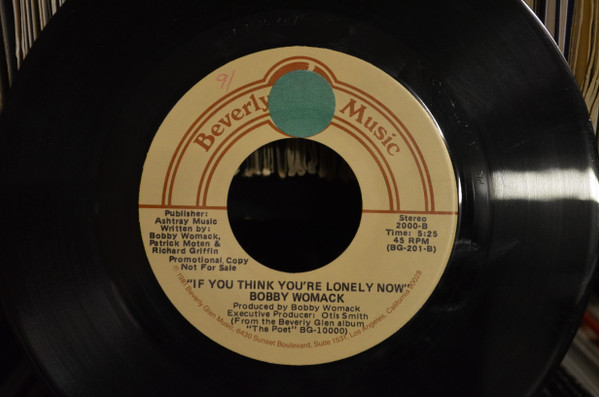 91
Beverly Music
Publisher:
Ashtray Music
Written by:
Bobby Womack,
Patrick Moten &
Richard Griffin
Promotional Copy
Not For Sale
Stereo
2000-B
Time: 5:25
45 RPM
(BG-201-B)
"IF YOU THINK YOU'RE LONELY NOW"
BOBBY WOMACK
Produced by Bobby Womack
Executive Producer: Otis Smith
(From the Beverly Glen album
"The Poet" BG-10000)
Beverly Glen Music, 6430 Sunset Boulevard, Suite 1531, Los Angeles, California 90028